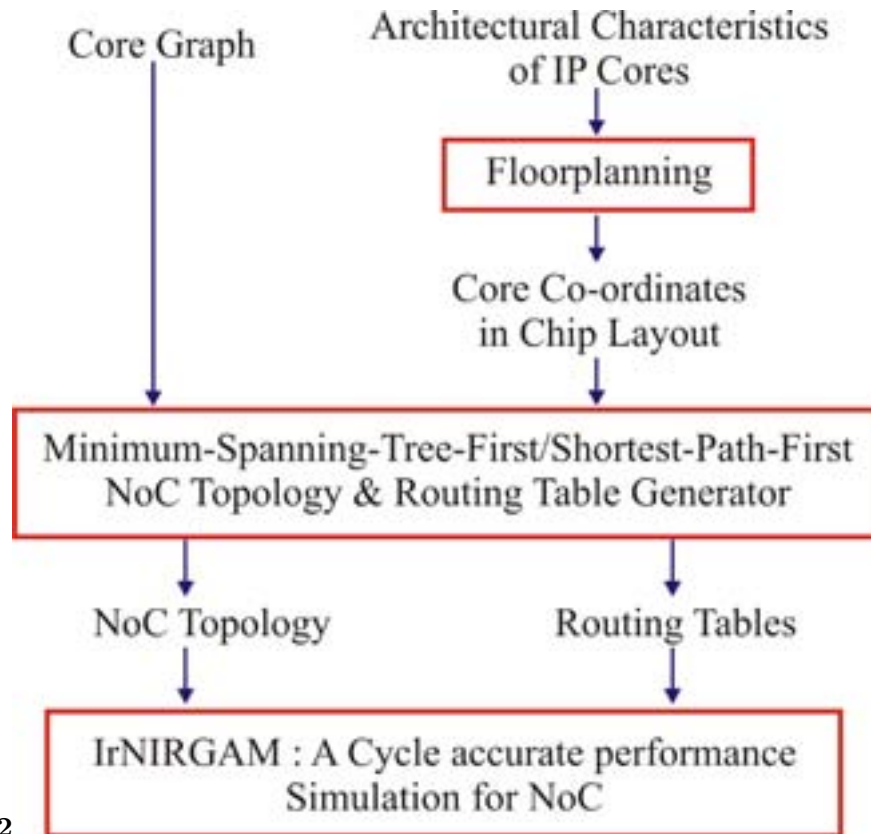 Core Graph
Architectural Characteristics
of IP Cores
Floorplanning
Core Co-ordinates
in Chip Layout
Minimum-Spanning-Tree-First/Shortest-Path-First
NoC Topology & Routing Table Generator
NoC Topology
Routing Tables
IrNIRGAM : A Cycle accurate performance
Simulation for NoC
2